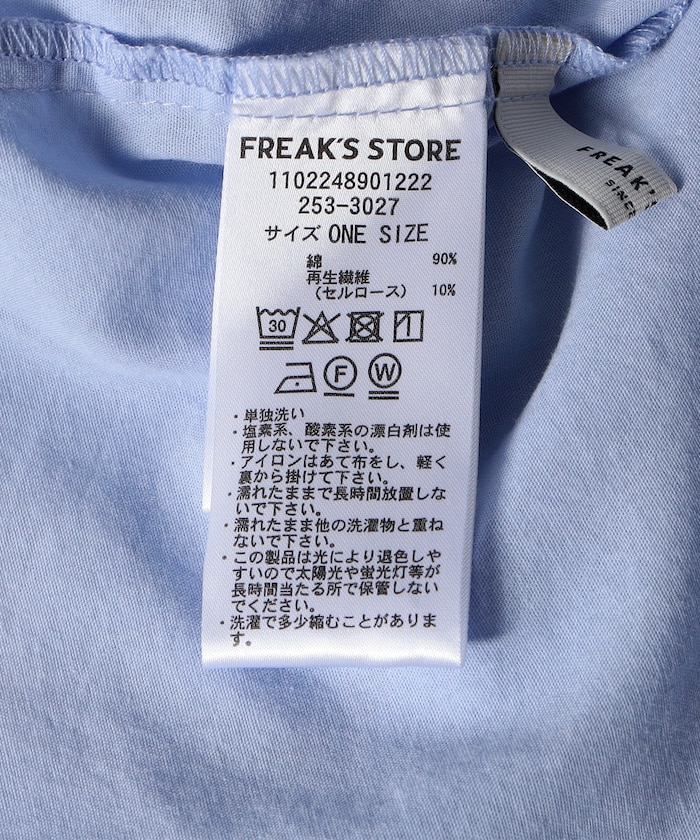 FREAK'S STORE
1102248901222
253-3027
サイズ ONE SIZE
綿 90%
再生繊維
(セルロース) 10%
30
F W
・単独洗い
・塩素系、酸素系の漂白剤は使
用しないで下さい。
・アイロンはあて布をし、軽く
裏から掛けて下さい。
・濡れたままで長時間放置しな
いで下さい。
・濡れたまま他の洗濯物と重ね
ないで下さい。
・この製品は光により退色しや
すいので太陽光や蛍光灯等が
長時間当たる所で保管しない
でください。
・洗濯で多少縮むことがありま
す。
FREAK'S